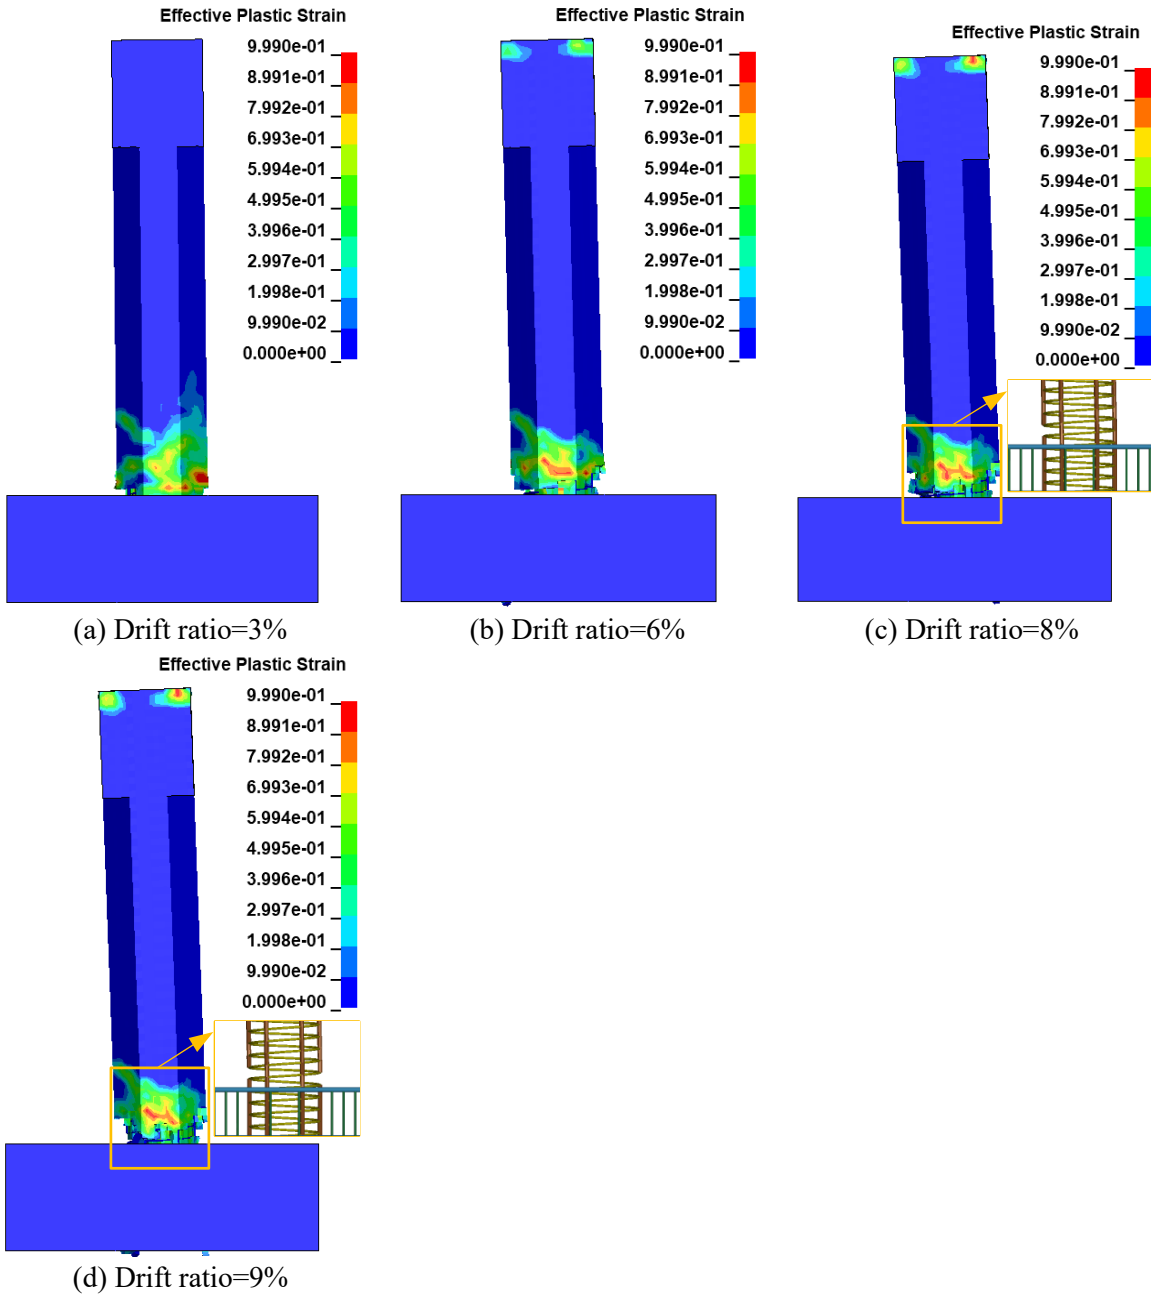 Effective Plastic Strain
9.990e-01
8.991e-01
7.992e-01
6.993e-01
5.994e-01
4.995e-01
3.996e-01
2.997e-01
1.998e-01
9.990e-02
0.000e+00
(a) Drift ratio=3%
Effective Plastic Strain
9.990e-01
8.991e-01
7.992e-01
6.993e-01
5.994e-01
4.995e-01
3.996e-01
2.997e-01
1.998e-01
9.990e-02
0.000e+00
(b) Drift ratio=6%
Effective Plastic Strain
9.990e-01
8.991e-01
7.992e-01
6.993e-01
5.994e-01
4.995e-01
3.996e-01
2.997e-01
1.998e-01
9.990e-02
0.000e+00
(c) Drift ratio=8%
Effective Plastic Strain
9.990e-01
8.991e-01
7.992e-01
6.993e-01
5.994e-01
4.995e-01
3.996e-01
2.997e-01
1.998e-01
9.990e-02
0.000e+00
(d) Drift ratio=9%